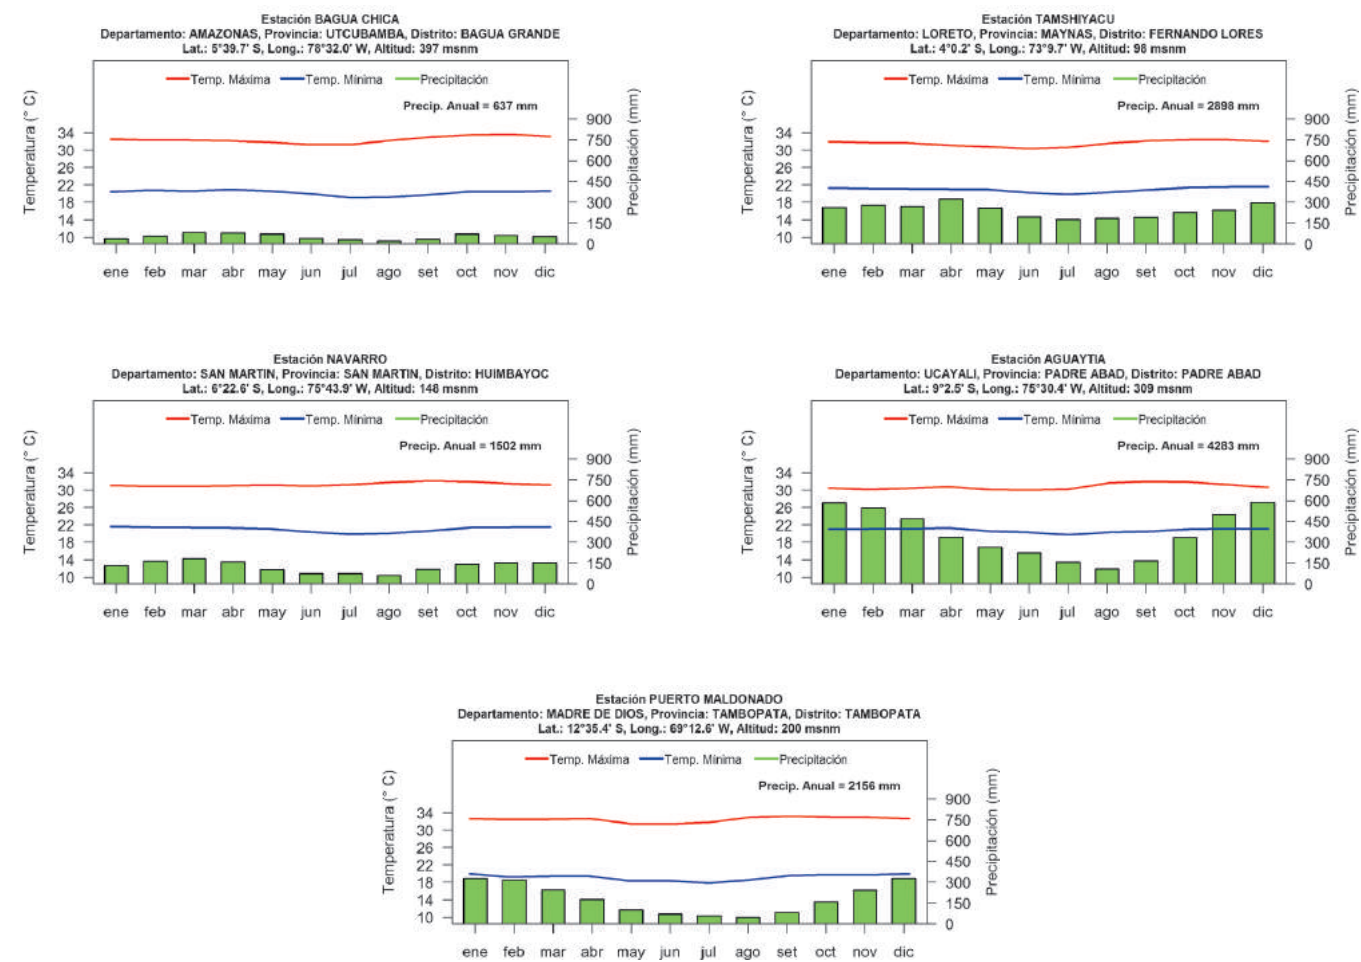 Estación BAGUA CHICA
Departamento: AMAZONAS, Provincia: UTCUBAMBA, Distrito: BAGUA GRANDE
Lat.: 5°39.7' S, Long.: 78°32.0' W, Altitud: 397 msnm
Temp. Máxima Temp. Mínima Precipitación
Precip. Anual = 637 mm
Temperatura (° C)
34
30
26
22
18
14
10
Precipitación (mm)
900
750
600
450
300
150
0
ene feb mar abr may jun jul ago set oct nov dic
Estación TAMSHIYACU
Departamento: LORETO, Provincia: MAYNAS, Distrito: FERNANDO LORES
Lat.: 4°0.2' S, Long.: 73°9.7' W, Altitud: 98 msnm
Temp. Máxima Temp. Mínima Precipitación
Precip. Anual = 2898 mm
Temperatura (° C)
34
30
26
22
18
14
10
Precipitación (mm)
900
750
600
450
300
150
0
ene feb mar abr may jun jul ago set oct nov dic
Estación NAVARRO
Departamento: SAN MARTIN, Provincia: SAN MARTIN, Distrito: HUIMBAYOC
Lat.: 6°22.6' S, Long.: 75°43.9' W, Altitud: 148 msnm
Temp. Máxima Temp. Mínima Precipitación
Precip. Anual = 1502 mm
Temperatura (° C)
34
30
26
22
18
14
10
Precipitación (mm)
900
750
600
450
300
150
0
ene feb mar abr may jun jul ago set oct nov dic
Estación AGUAYTIA
Departamento: UCAYALI, Provincia: PADRE ABAD, Distrito: PADRE ABAD
Lat.: 9°2.5' S, Long.: 75°30.4' W, Altitud: 309 msnm
Temp. Máxima Temp. Mínima Precipitación
Precip. Anual = 4283 mm
Temperatura (° C)
34
30
26
22
18
14
10
Precipitación (mm)
900
750
600
450
300
150
0
ene feb mar abr may jun jul ago set oct nov dic
Estación PUERTO MALDONADO
Departamento: MADRE DE DIOS, Provincia: TAMBOPATA, Distrito: TAMBOPATA
Lat.: 12°35.4' S, Long.: 69°12.6' W, Altitud: 200 msnm
Temp. Máxima Temp. Mínima Precipitación
Precip. Anual = 2156 mm
Temperatura (° C)
34
30
26
22
18
14
10
Precipitación (mm)
900
750
600
450
300
150
0
ene feb mar abr may jun jul ago set oct nov dic